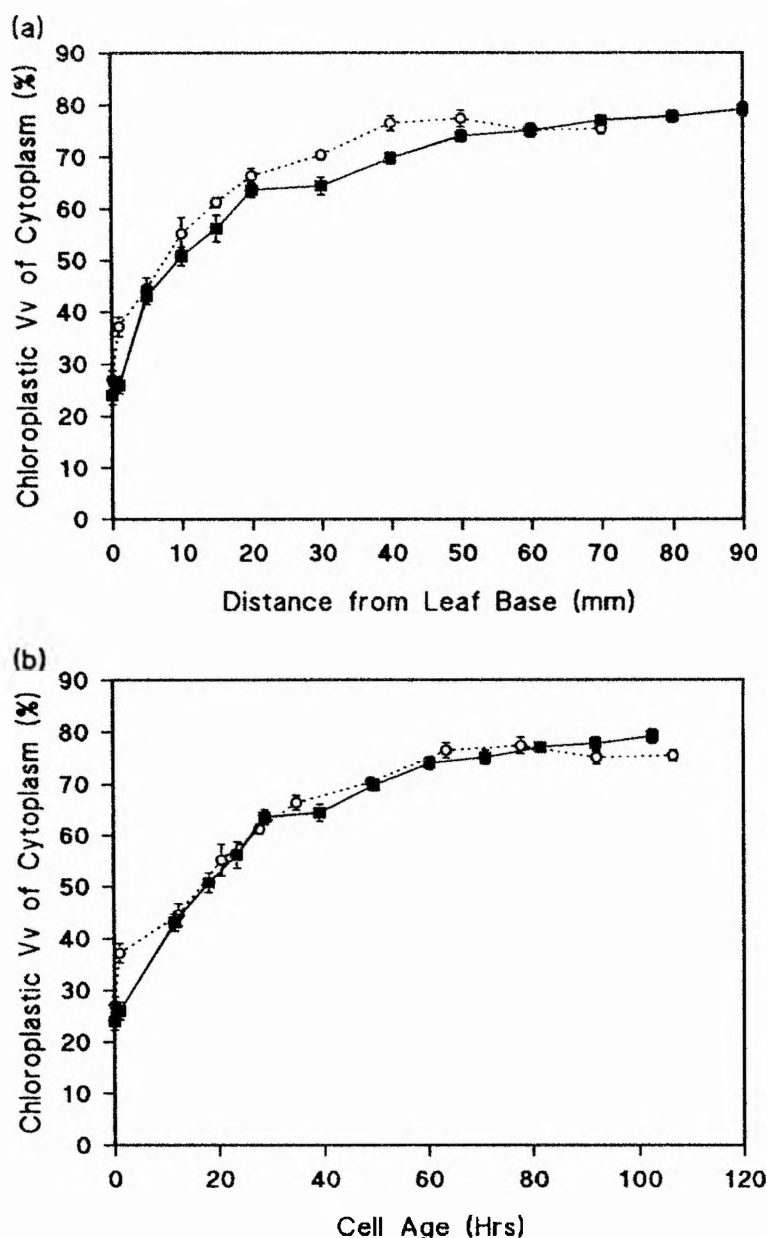 (a)
Chloroplastic Vv of Cytoplasm (%)
90
80
70
60
50
40
30
20
10
0
0 10 20 30 40 50 60 70 80 90
Distance from Leaf Base (mm)
(b)
Chloroplastic Vv of Cytoplasm (%)
90
80
70
60
50
40
30
20
10
0
0 20 40 60 80 100 120
Cell Age (Hrs)